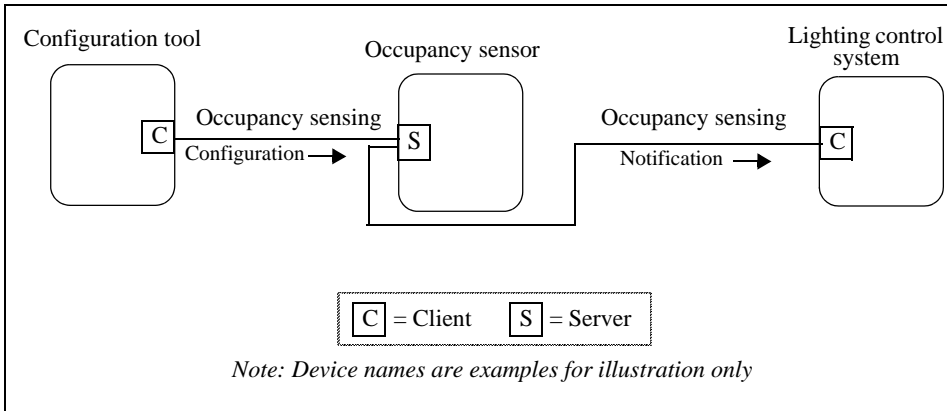 Configuration tool
Occupancy sensor
Lighting control
system
C
Occupancy sensing
Configuration
S
Occupancy sensing
Notification
C
C = Client S = Server
Note: Device names are examples for illustration only